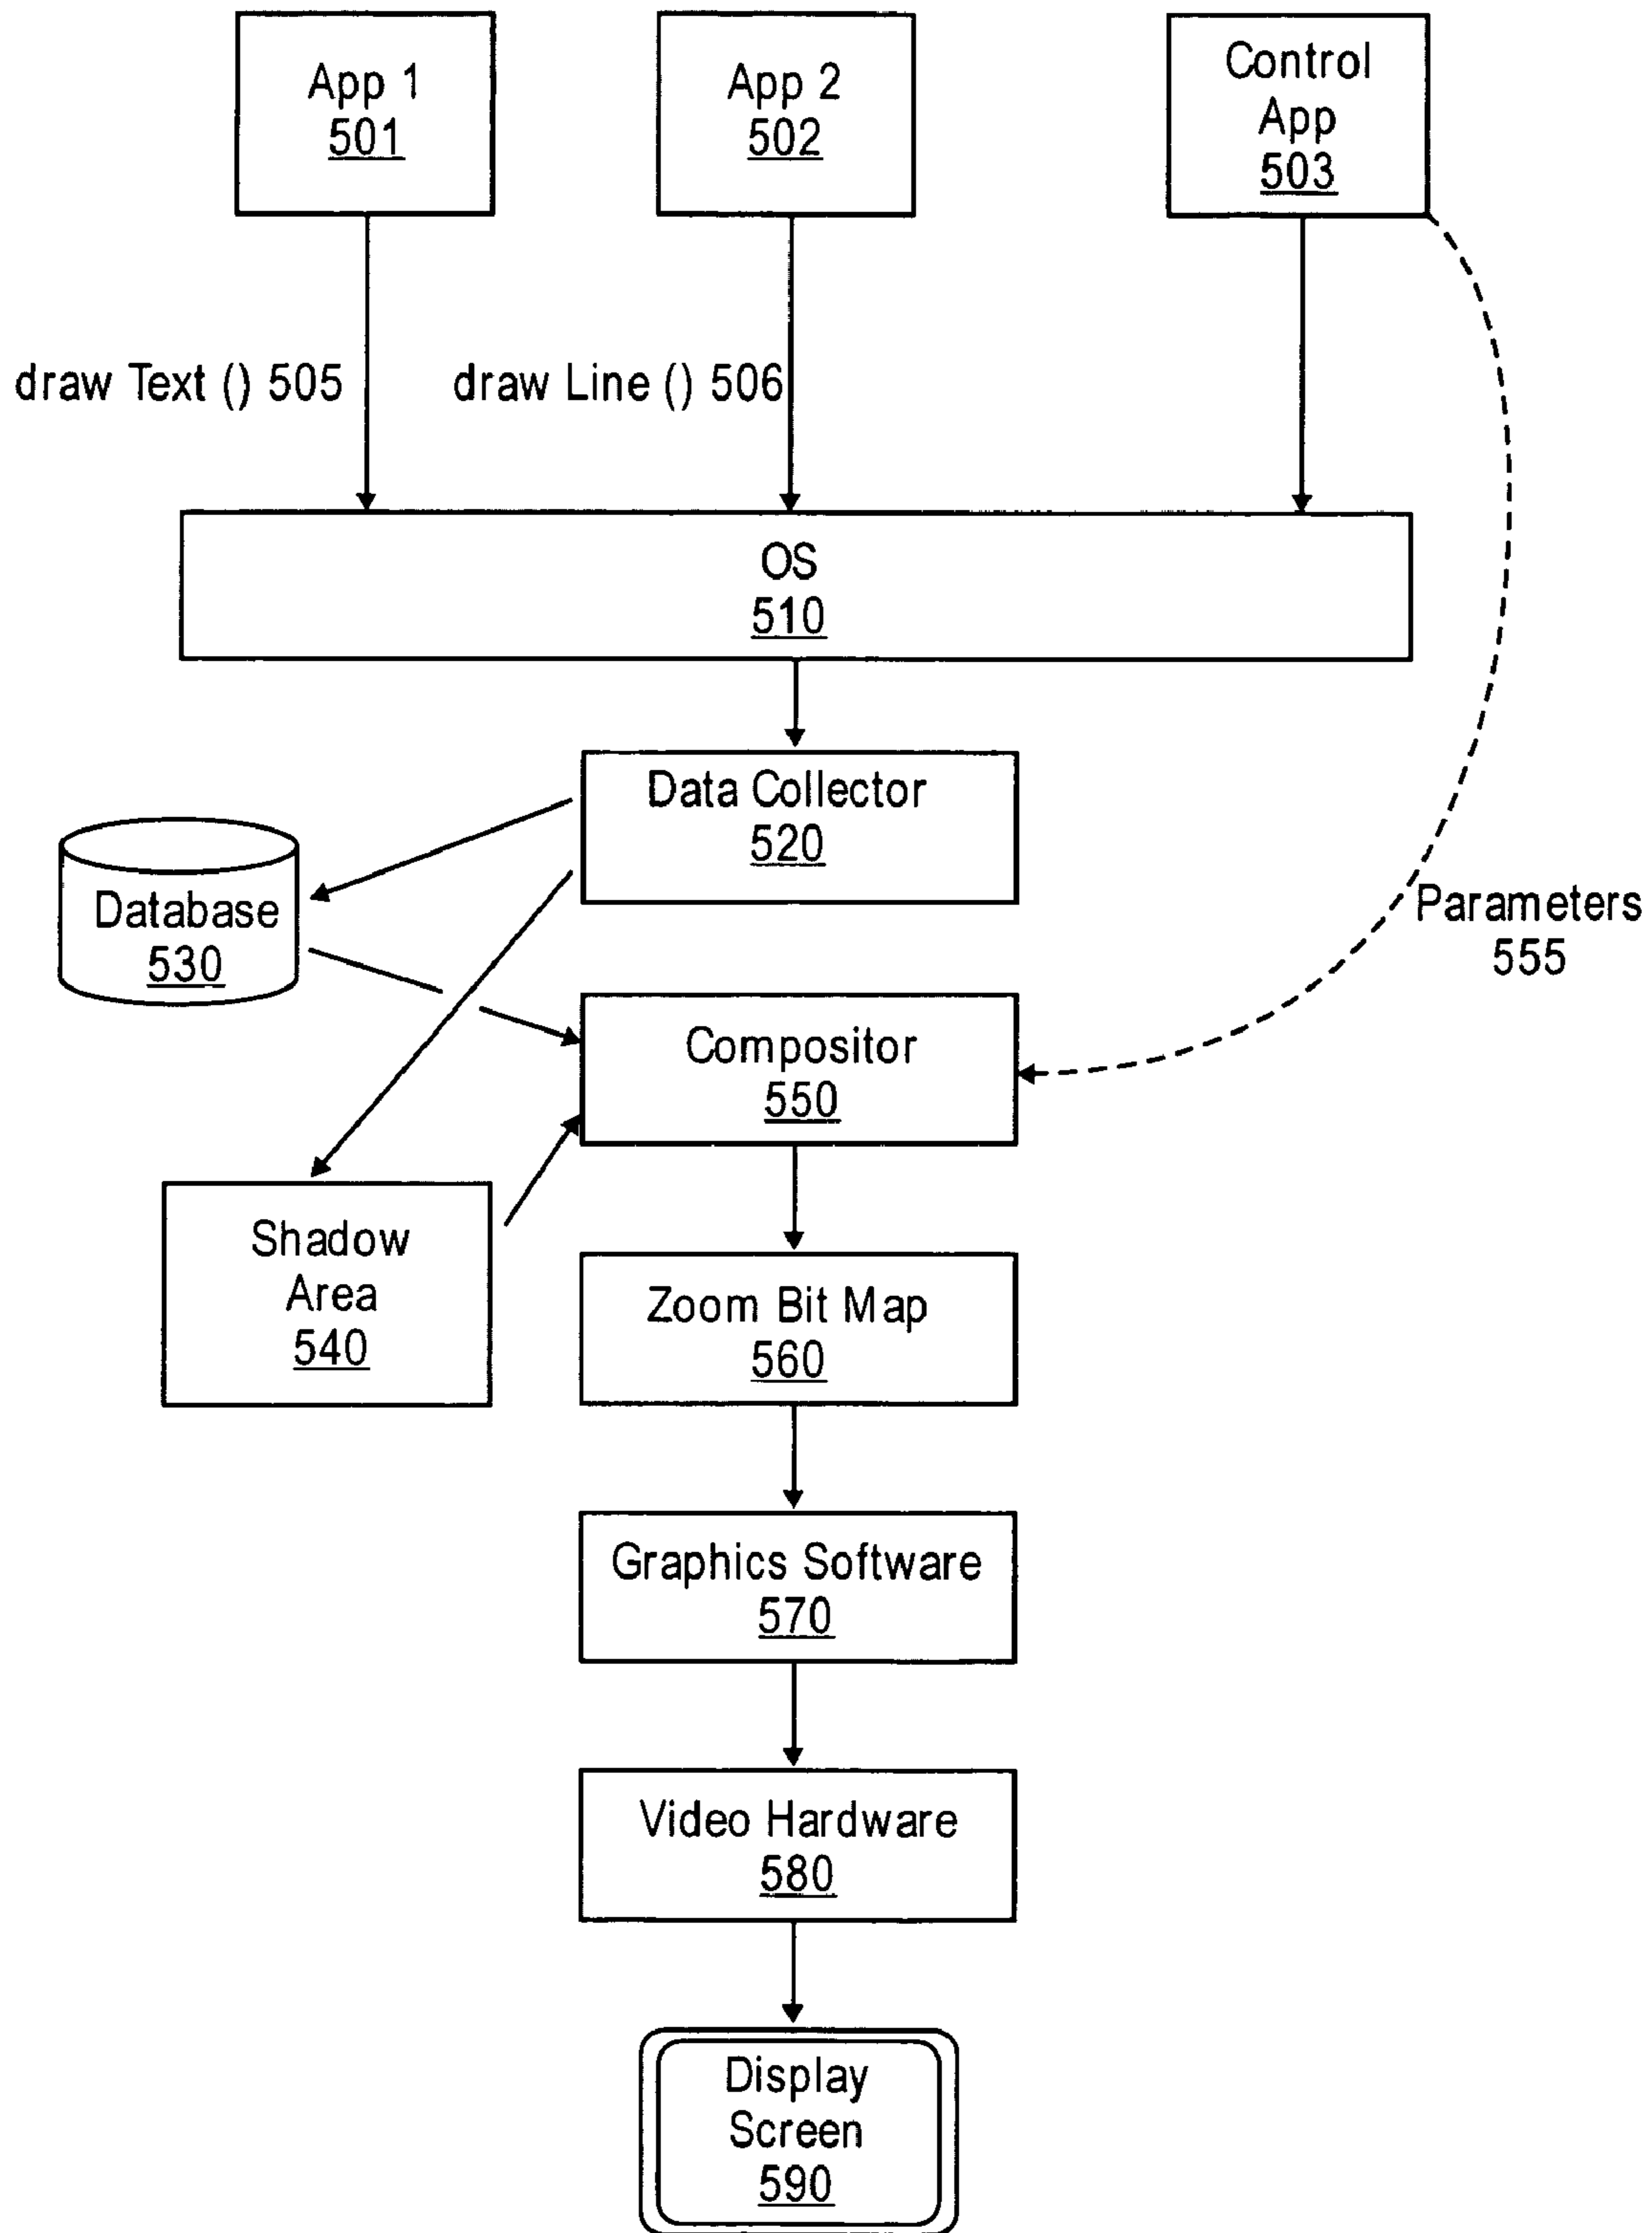 App 1
501
App 2
502
Control
App
503
draw Text () 505
draw Line () 506
OS
510
Data Collector
520
Database
530
Parameters
555
Compositor
550
Shadow
Area
540
Zoom Bit Map
560
Graphics Software
570
Video Hardware
580
Display
Screen
590